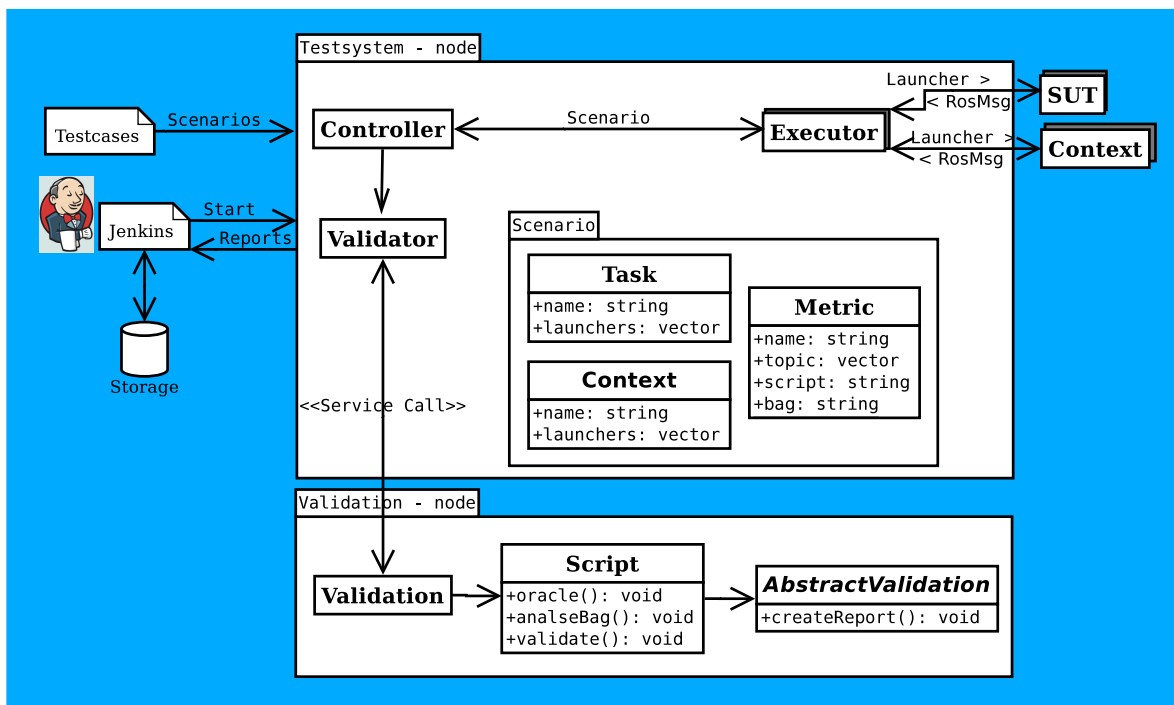 Testsystem - node
Launcher >
< RosMsg
SUT
Testcases
Scenarios
Controller
Scenario
Executor
Launcher >
< RosMsg
Context
Jenkins
Start
Reports
Validator
Storage
Scenario
Task
+name: string
+launchers: vector
Metric
+name: string
+topic: vector
+script: string
+bag: string
Context
+name: string
+launchers: vector
<<Service Call>>
Validation - node
Validation
Script
+oracle(): void
+analseBag(): void
+validate(): void
AbstractValidation
+createReport(): void